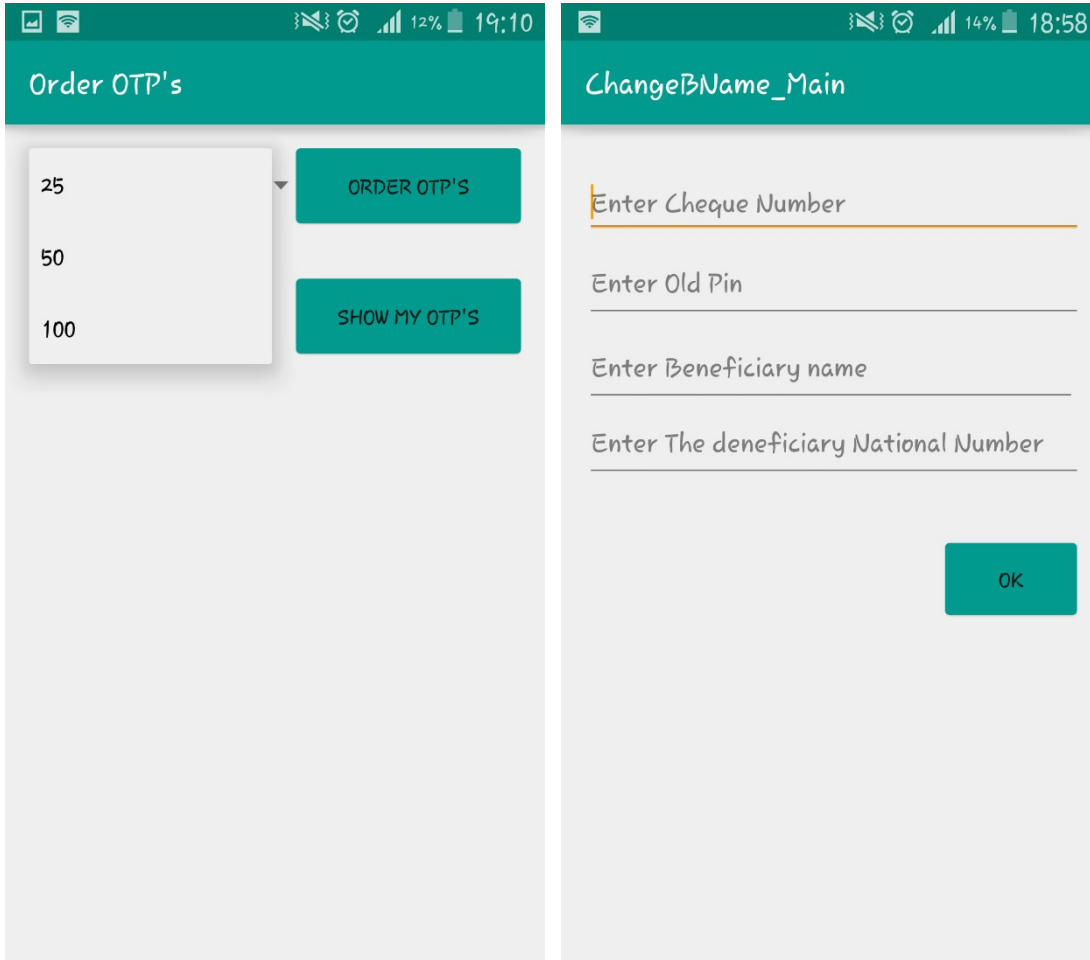 12% 19:10
Order OTP's
25
ORDER OTP'S
50
SHOW MY OTP'S
100
14% 18:58
ChangeBName_Main
Enter Cheque Number
Enter Old Pin
Enter Beneficiary name
Enter The deneficiary National Number
OK